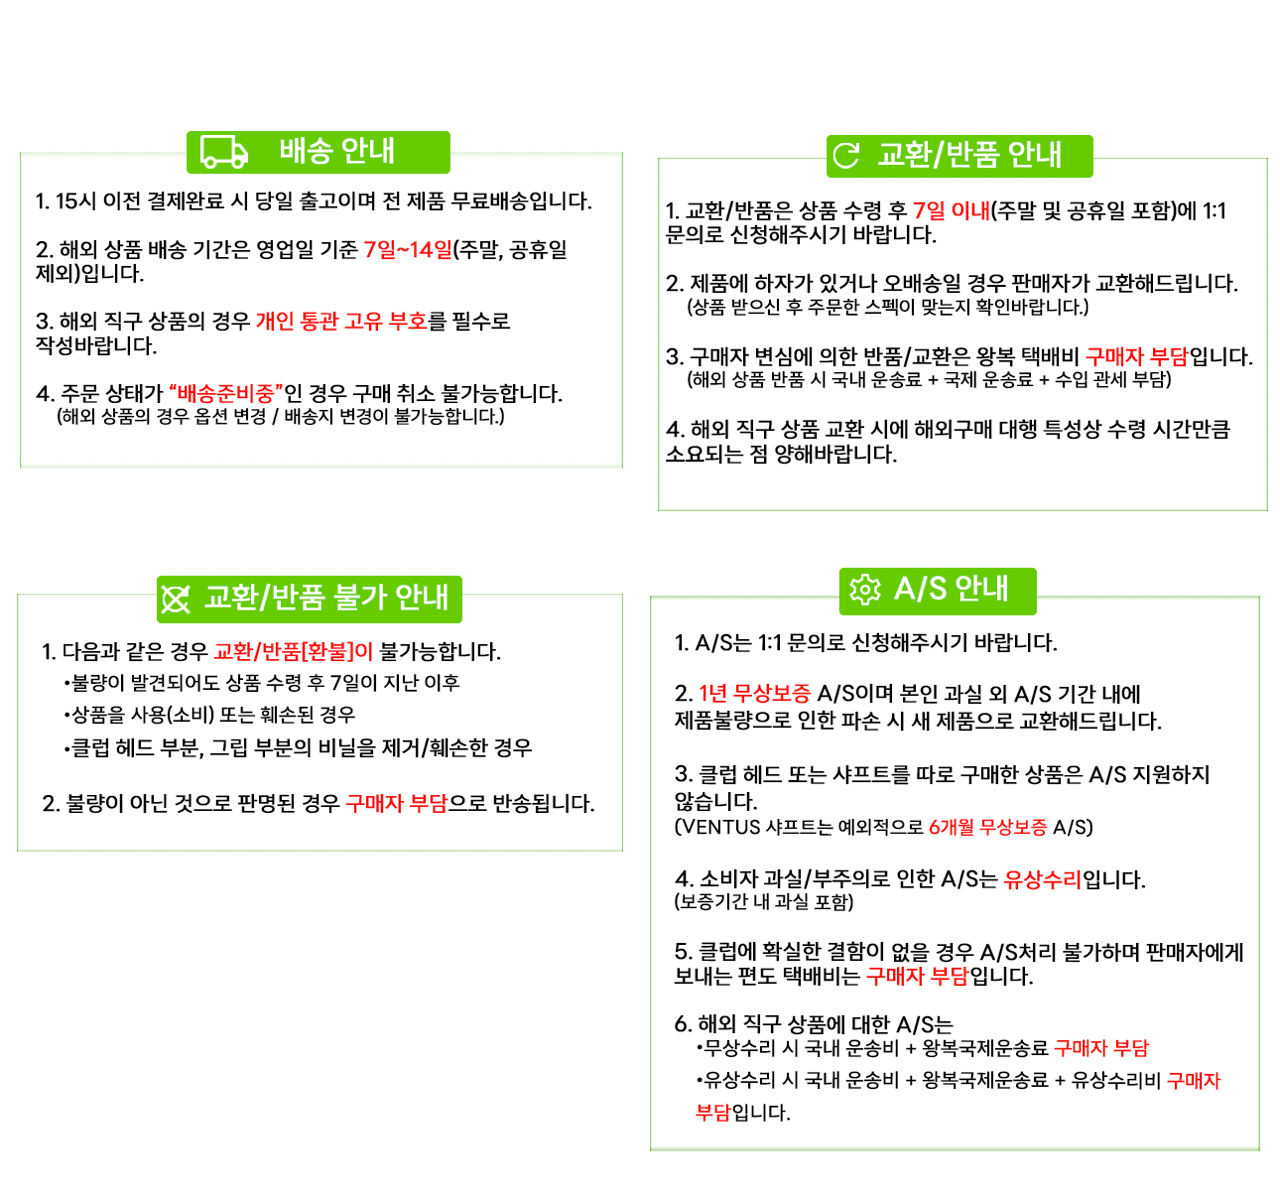 배송 안내
1. 15시 이전 결제완료 시 당일 출고이며 전 제품 무료배송입니다.
2. 해외 상품 배송 기간은 영업일 기준 7일~14일(주말, 공휴일
제외)입니다.
3. 해외 직구 상품의 경우 개인 통관 고유 부호를 필수로
작성바랍니다.
4. 주문 상태가 “배송준비중”인 경우 구매 취소 불가능합니다.
(해외 상품의 경우 옵션 변경 / 배송지 변경이 불가능합니다.)
교환/반품 안내
1. 교환/반품은 상품 수령 후 7일 이내(주말 및 공휴일 포함)에 1:1
문의로 신청해주시기 바랍니다.
2. 제품에 하자가 있거나 오배송일 경우 판매자가 교환해드립니다.
(상품 받으신 후 주문한 스펙이 맞는지 확인바랍니다.)
3. 구매자 변심에 의한 반품/교환은 왕복 택배비 구매자 부담입니다.
(해외 상품 반품 시 국내 운송료 + 국제 운송료 + 수입 관세 부담)
4. 해외 직구 상품 교환 시에 해외구매 대행 특성상 수령 시간만큼
소요되는 점 양해바랍니다.
교환/반품 불가 안내
1. 다음과 같은 경우 교환/반품[환불]이 불가능합니다.
•불량이 발견되어도 상품 수령 후 7일이 지난 이후
•상품을 사용(소비) 또는 훼손된 경우
•클럽 헤드 부분, 그립 부분의 비닐을 제거/훼손한 경우
2. 불량이 아닌 것으로 판명된 경우 구매자 부담으로 반송됩니다.
A/S 안내
1. A/S는 1:1 문의로 신청해주시기 바랍니다.
2. 1년 무상보증 A/S이며 본인 과실 외 A/S 기간 내에
제품불량으로 인한 파손 시 새 제품으로 교환해드립니다.
3. 클럽 헤드 또는 샤프트를 따로 구매한 상품은 A/S 지원하지
않습니다.
(VENTUS 샤프트는 예외적으로 6개월 무상보증 A/S)
4. 소비자 과실/부주의로 인한 A/S는 유상수리입니다.
(보증기간 내 과실 포함)
5. 클럽에 확실한 결함이 없을 경우 A/S처리 불가하며 판매자에게
보내는 편도 택배비는 구매자 부담입니다.
6. 해외 직구 상품에 대한 A/S는
•무상수리 시 국내 운송비 + 왕복국제운송료 구매자 부담
•유상수리 시 국내 운송비 + 왕복국제운송료 + 유상수리비 구매자
부담입니다.